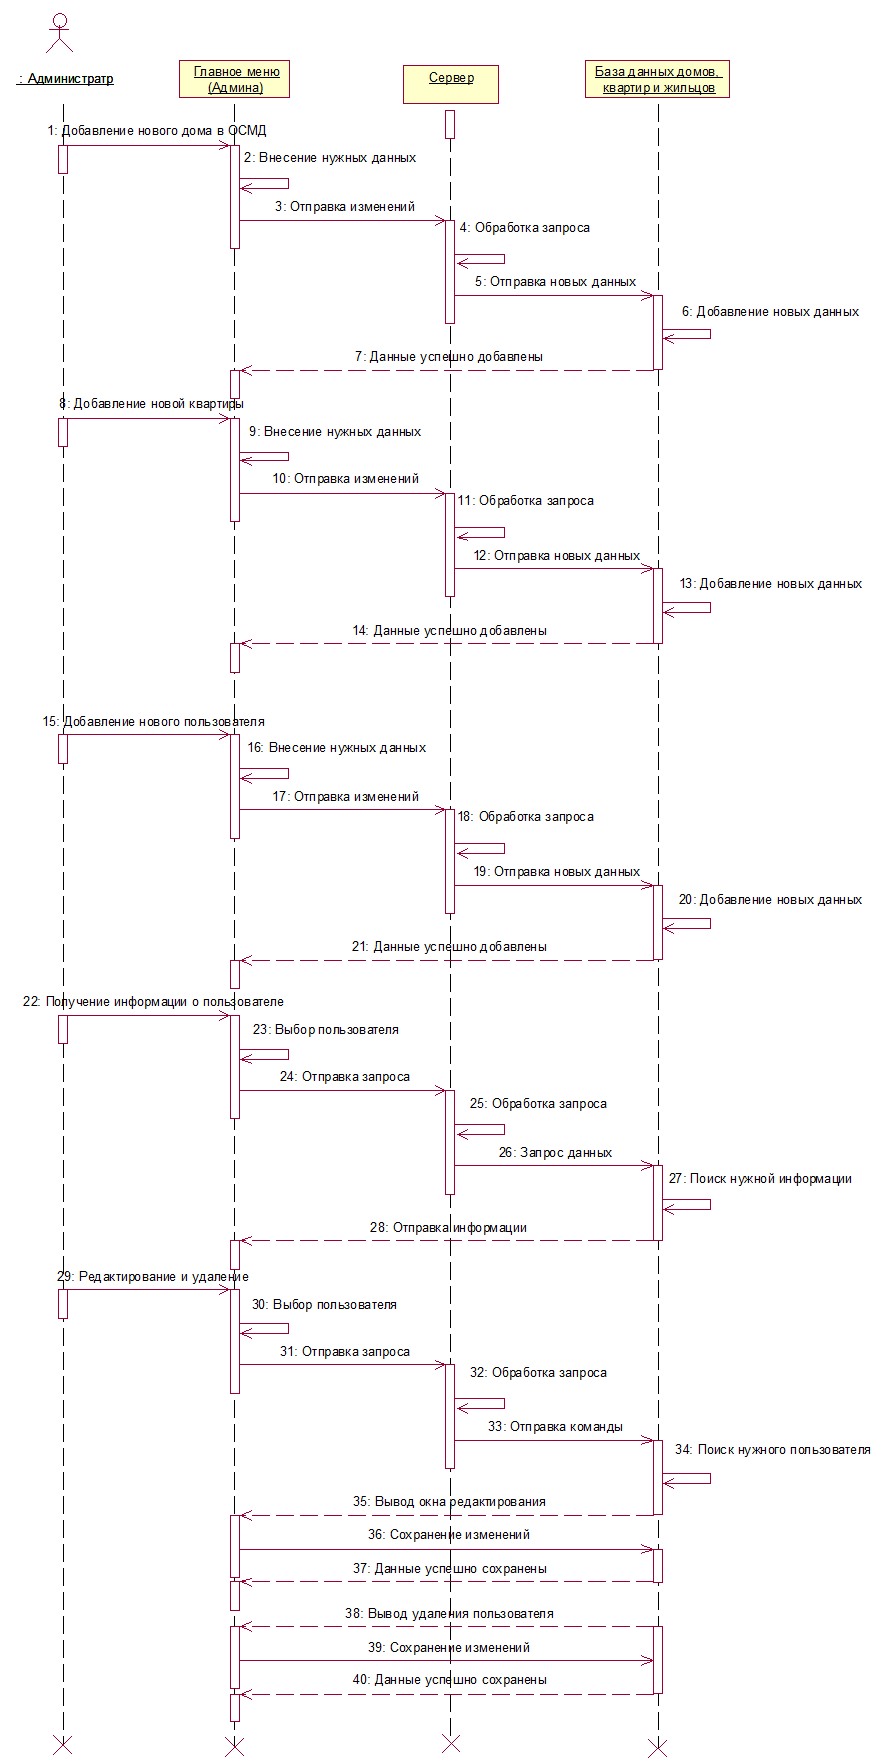 : Администратр
Главное меню
(Админа)
Сервер
База данных домов,
квартир и жильцов
1: Добавление нового дома в ОСМД
2: Внесение нужных данных
3: Отправка изменений
4: Обработка запроса
5: Отправка новых данных
6: Добавление новых данных
7: Данные успешно добавлены
8: Добавление новой квартиры
9: Внесение нужных данных
10: Отправка изменений
11: Обработка запроса
12: Отправка новых данных
13: Добавление новых данных
14: Данные успешно добавлены
15: Добавление нового пользователя
16: Внесение нужных данных
17: Отправка изменений
18: Обработка запроса
19: Отправка новых данных
20: Добавление новых данных
21: Данные успешно добавлены
22: Получение информации о пользователе
23: Выбор пользователя
24: Отправка запроса
25: Обработка запроса
26: Запрос данных
27: Поиск нужной информации
28: Отправка информации
29: Редактирование и удаление
30: Выбор пользователя
31: Отправка запроса
32: Обработка запроса
33: Отправка команды
34: Поиск нужного пользователя
35: Вывод окна редактирования
36: Сохранение изменений
37: Данные успешно сохранены
38: Вывод удаления пользователя
39: Сохранение изменений
40: Данные успешно сохранены